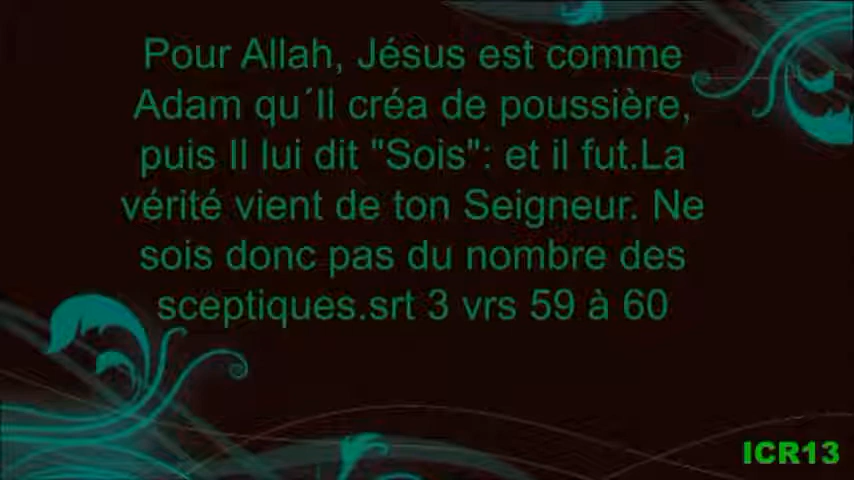 Pour Allah, Jésus est comme
Adam qu´Il créa de poussière,
puis Il lui dit "Sois": et il fut.La
vérité vient de ton Seigneur. Ne
sois donc pas du nombre des
sceptiques.srt 3 vrs 59 à 60
ICR13